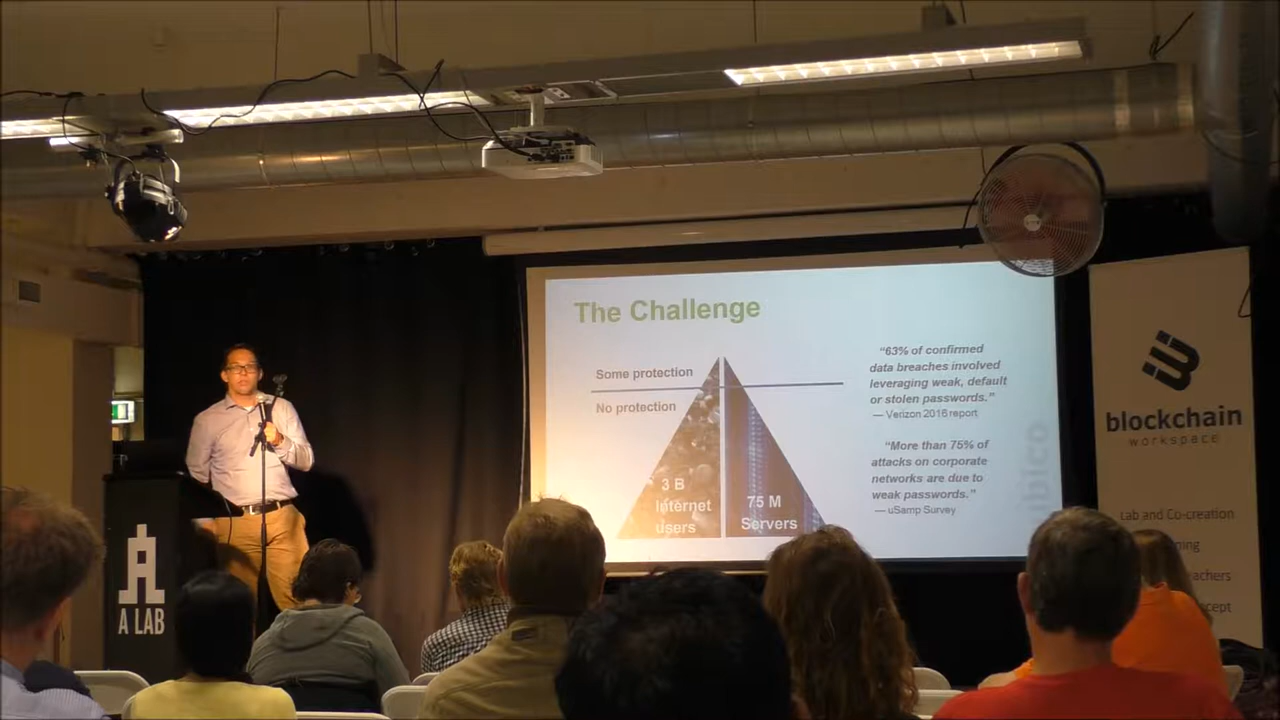 The Challenge
Some protection
No protection
3 B
Internet
users
75 M
Servers
“63% of confirmed
data breaches involved
leveraging weak, default
or stolen passwords.”
— Verizon 2016 report
“More than 75% of
attacks on corporate
networks are due to
weak passwords.”
— uSamp Survey
ubico
blockchain
workspace
Lab and Co-creation
A LAB